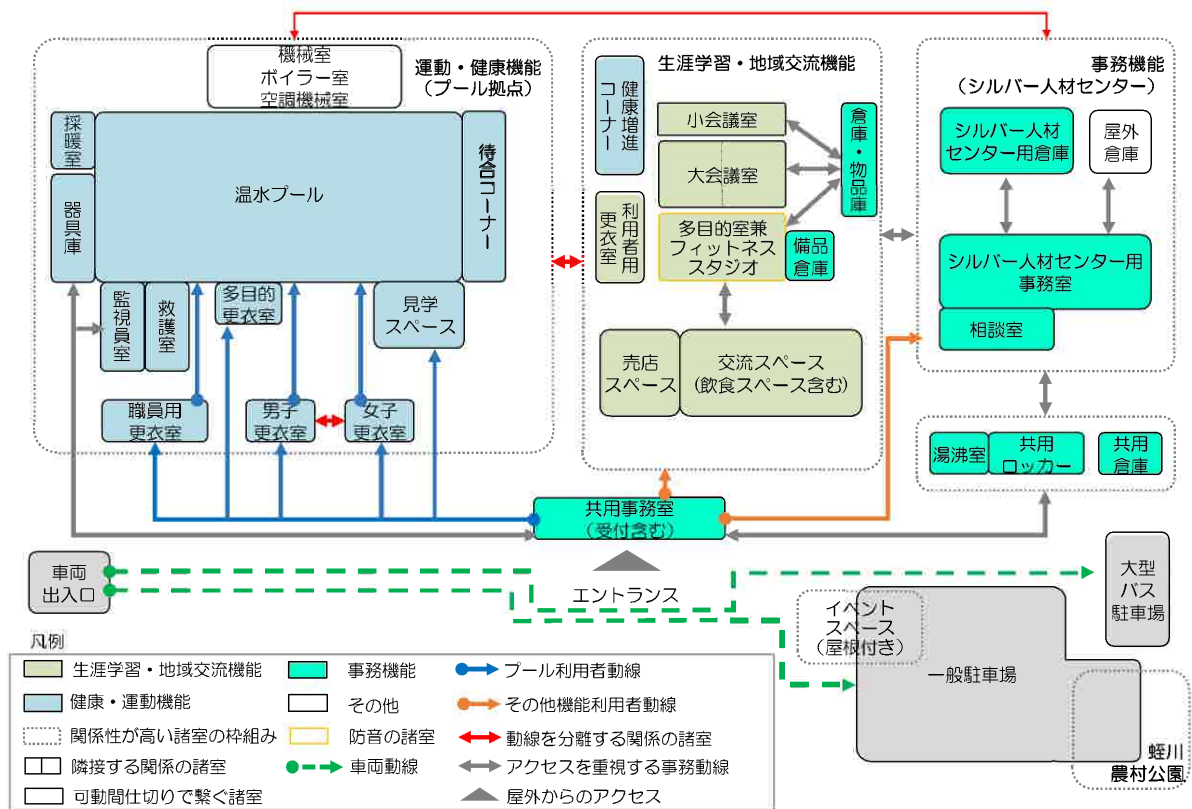 機械室
ボイラー室
空調機械室
運動・健康機能
（プール拠点）
採暖室
器具庫
温水プール
待合コーナー
監視員室
救護室
多目的
更衣室
見学
スペース
職員用
更衣室
男子
更衣室
女子
更衣室
生涯学習・地域交流機能
健康増進
コーナー
小会議室
大会議室
倉庫・物品庫
利用者用
更衣室
多目的室兼
フィットネス
スタジオ
備品
倉庫
売店
スペース
交流スペース
(飲食スペース含む)
事務機能
（シルバー人材センター）
シルバー人材
センター用倉庫
屋外
倉庫
シルバー人材センター用
事務室
相談室
湯沸室
共用
ロッカー
共用
倉庫
共用事務室
（受付含む）
エントランス
車両
出入口
大型
バス
駐車場
イベント
スペース
(屋根付き)
一般駐車場
蛭川
農村公園
凡例
生涯学習・地域交流機能
事務機能
プール利用者動線
健康・運動機能
その他
その他機能利用者動線
関係性が高い諸室の枠組み
防音の諸室
動線を分離する関係の諸室
隣接する関係の諸室
車両動線
アクセスを重視する事務動線
可動間仕切りで繋ぐ諸室
屋外からのアクセス